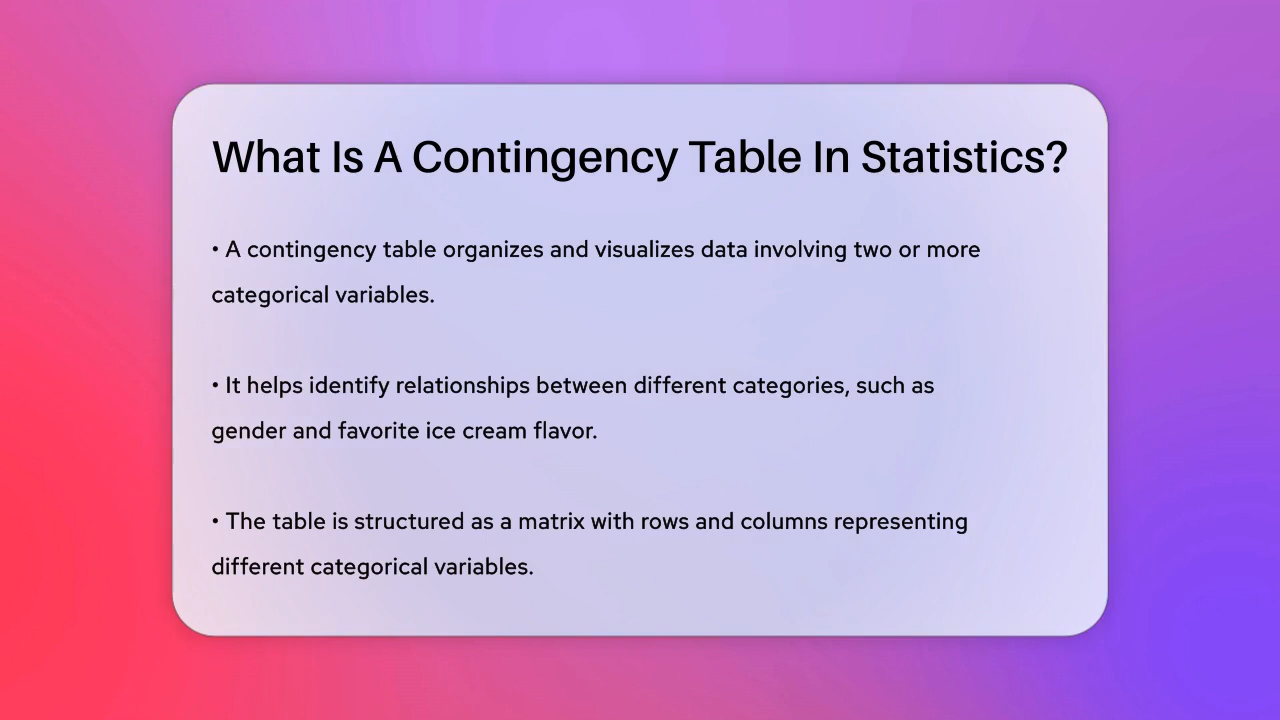 What Is A Contingency Table In Statistics?
• A contingency table organizes and visualizes data involving two or more
categorical variables.
• It helps identify relationships between different categories, such as
gender and favorite ice cream flavor.
• The table is structured as a matrix with rows and columns representing
different categorical variables.